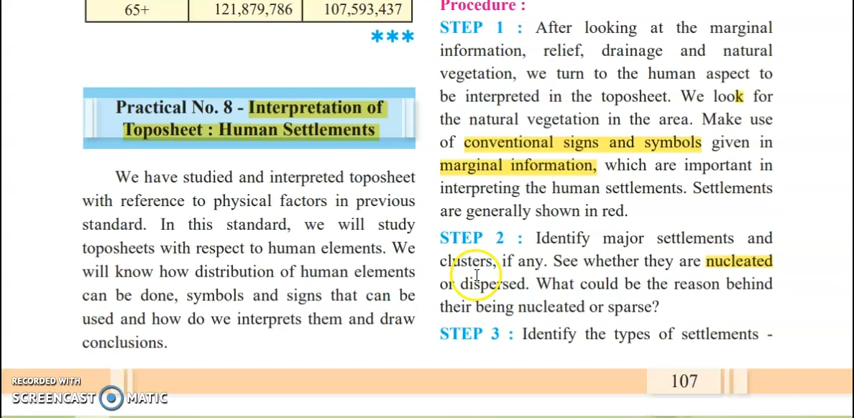 65+ 121,879,786 107,593,437
***
Practical No. 8 - Interpretation of
Toposheet : Human Settlements
We have studied and interpreted toposheet
with reference to physical factors in previous
standard. In this standard, we will study
toposheets with respect to human elements. We
will know how distribution of human elements
can be done, symbols and signs that can be
used and how do we interprets them and draw
conclusions.
Procedure :
STEP 1 : After looking at the marginal
information, relief, drainage and natural
vegetation, we turn to the human aspect to
be interpreted in the toposheet. We look for
the natural vegetation in the area. Make use
of conventional signs and symbols given in
marginal information, which are important in
interpreting the human settlements. Settlements
are generally shown in red.
STEP 2 : Identify major settlements and
clusters, if any. See whether they are nucleated
or dispersed. What could be the reason behind
their being nucleated or sparse?
STEP 3 : Identify the types of settlements -
107
RECORDED WITH
SCREENCAST MATIC